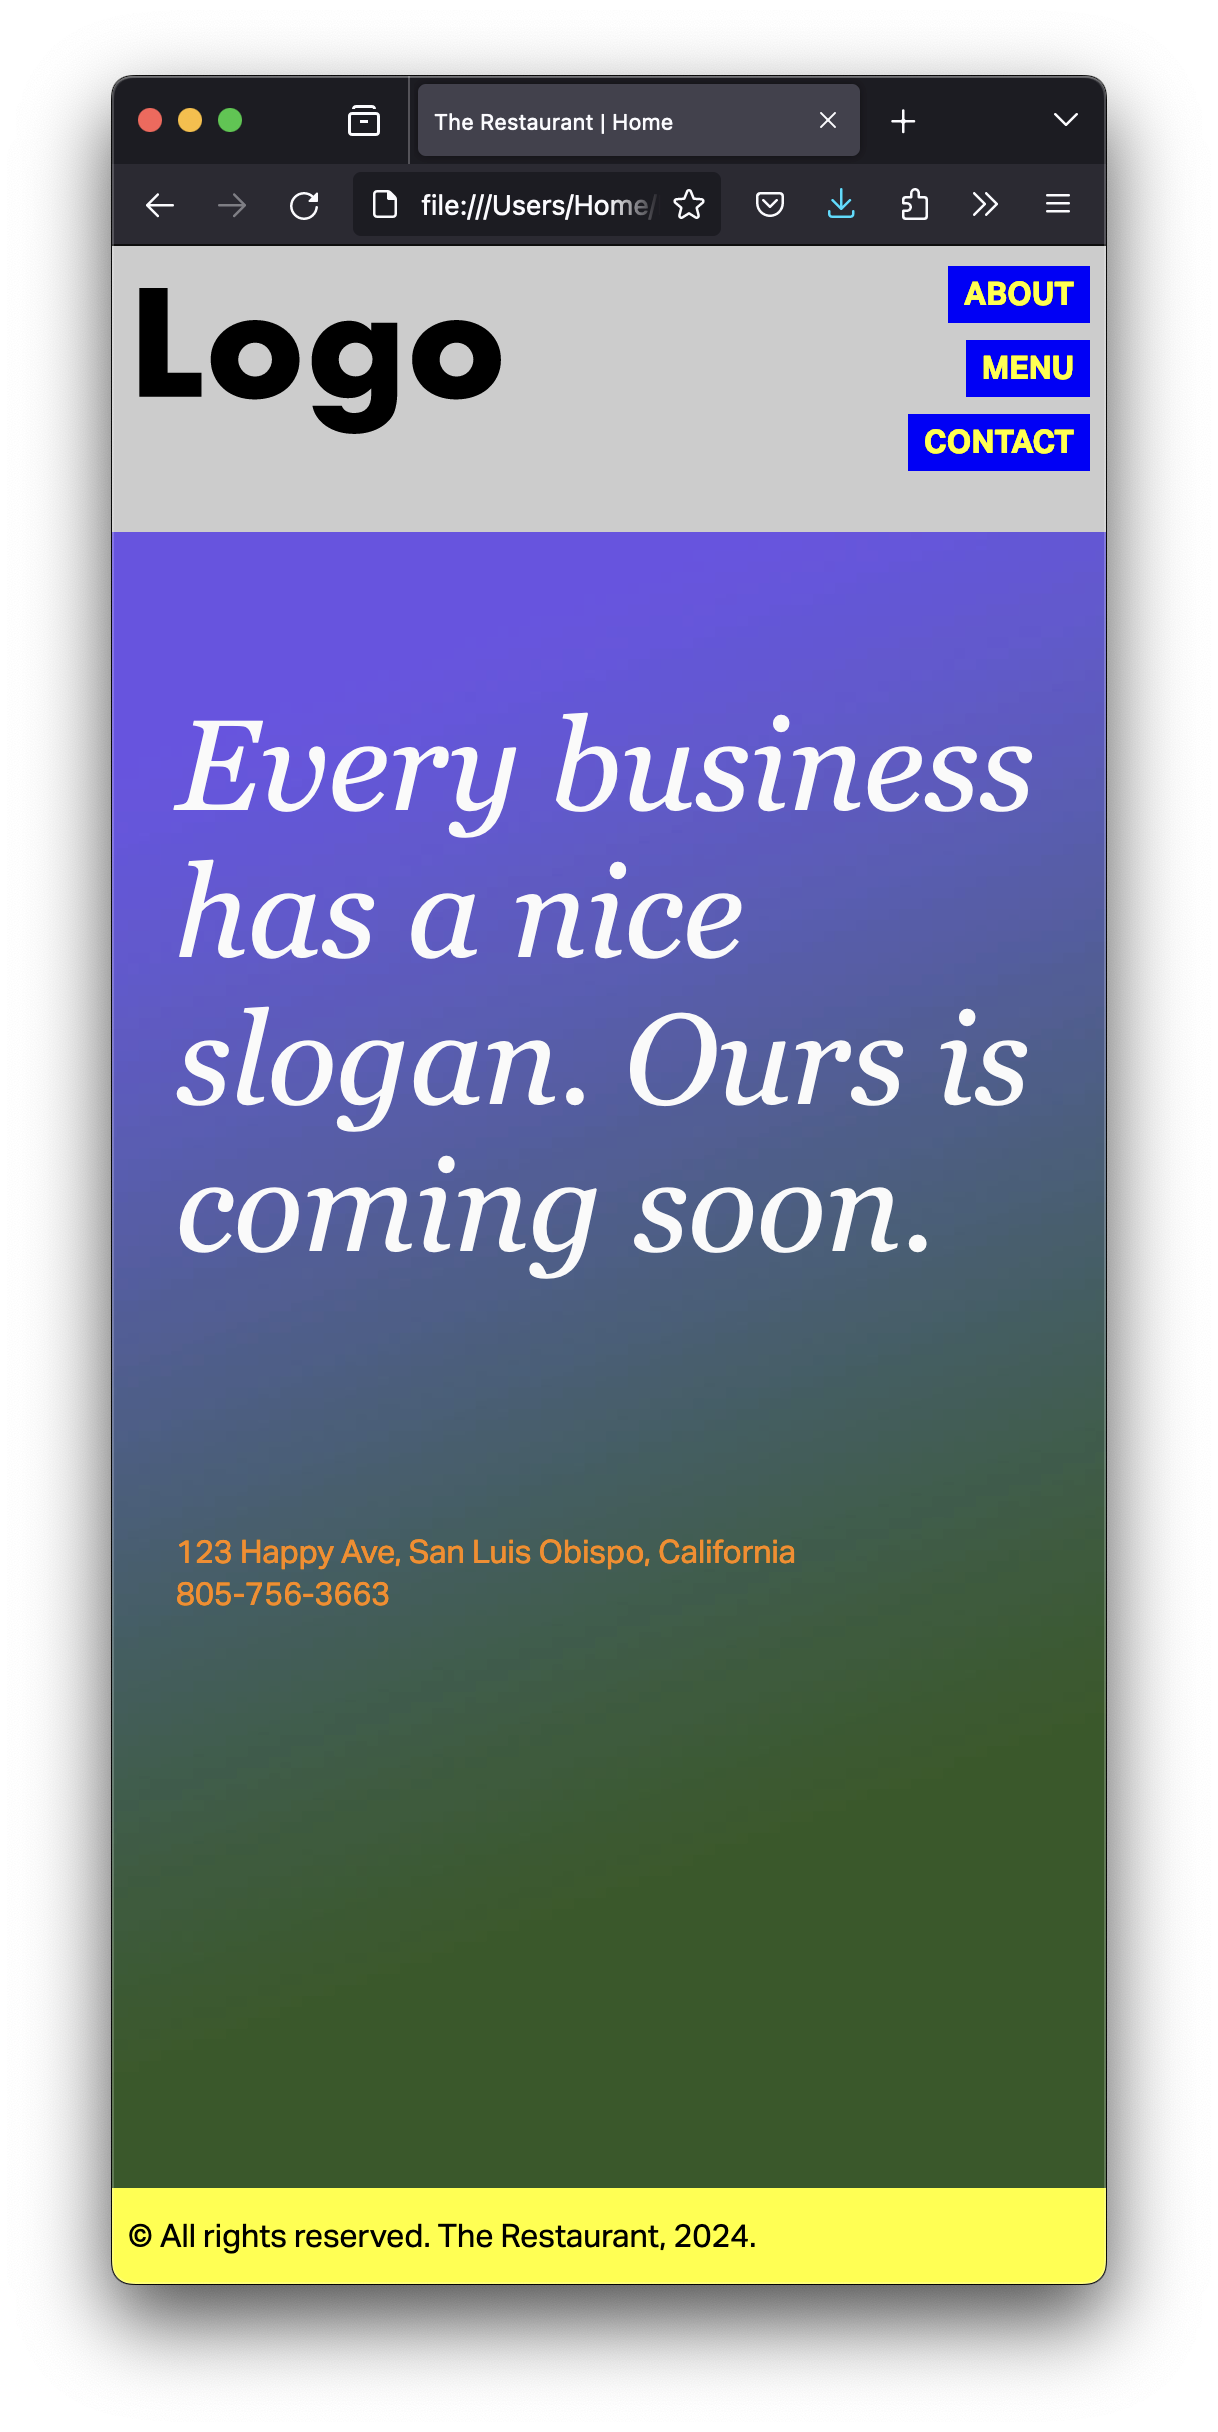 The Restaurant | Home
file:///Users/Home/
Logo
ABOUT
MENU
CONTACT
Every business
has a nice
slogan. Ours is
coming soon.
123 Happy Ave, San Luis Obispo, California
805-756-3663
© All rights reserved. The Restaurant, 2024.